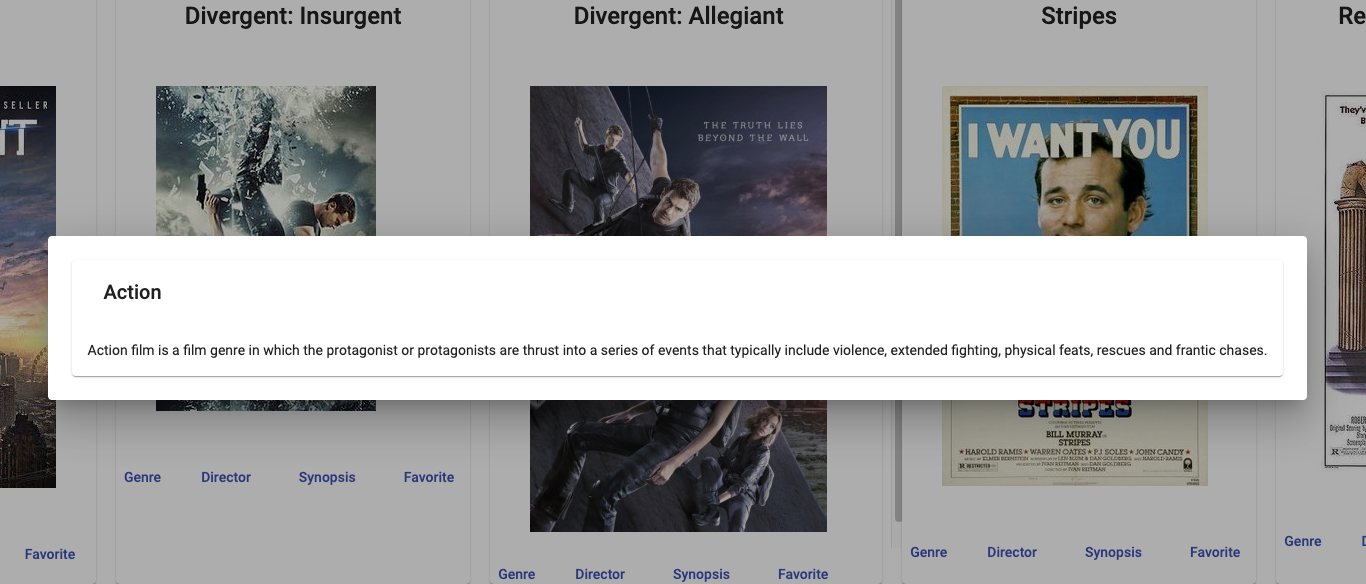 Divergent: Insurgent
Divergent: Allegiant
Stripes
Re
SELLER
NT
THE TRUTH LIES
BEYOND THE WALL
I WANT YOU
They'v
B
Action
Action film is a film genre in which the protagonist or protagonists are thrust into a series of events that typically include violence, extended fighting, physical feats, rescues and frantic chases.
STRIPES
BILL MURRAY IN
STRIPES
★ HAROLD RAMIS ★ WARREN OATES ★ P.J. SOLES ★ JOHN CANDY ★
R RESTRICTED
Genre Director Synopsis Favorite
Favorite
Genre Director Synopsis Favorite
Genre Director Synopsis Favorite
Genre D